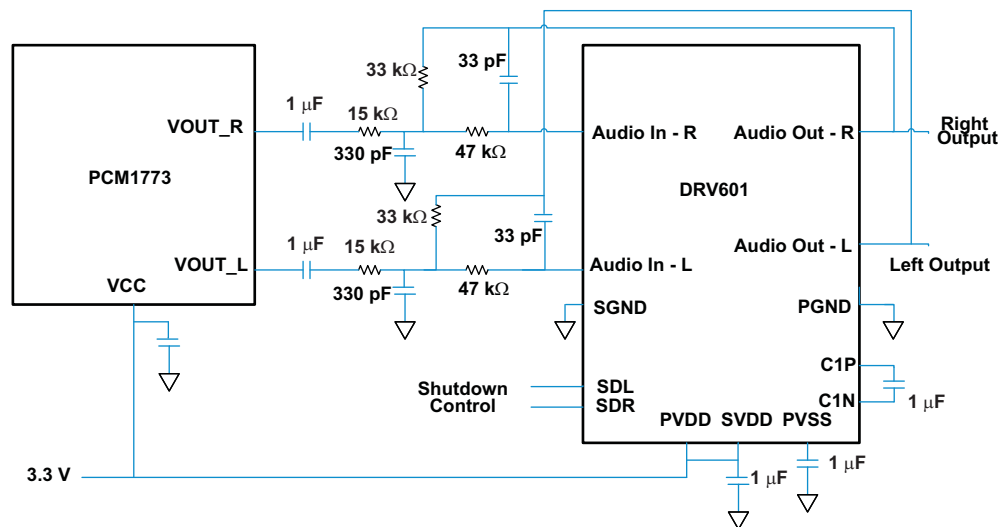 33 kΩ
33 pF
1 μF
15 kΩ
VOUT_R
330 pF
47 kΩ
Audio In - R
Audio Out - R
Right
Output
PCM1773
DRV601
33 kΩ
33 pF
1 μF
15 kΩ
VOUT_L
330 pF
47 kΩ
Audio In - L
Audio Out - L
Left Output
VCC
SGND
PGND
C1P
C1N
1 μF
Shutdown
Control
SDL
SDR
PVDD
SVDD
PVSS
3.3 V
1 μF
1 μF